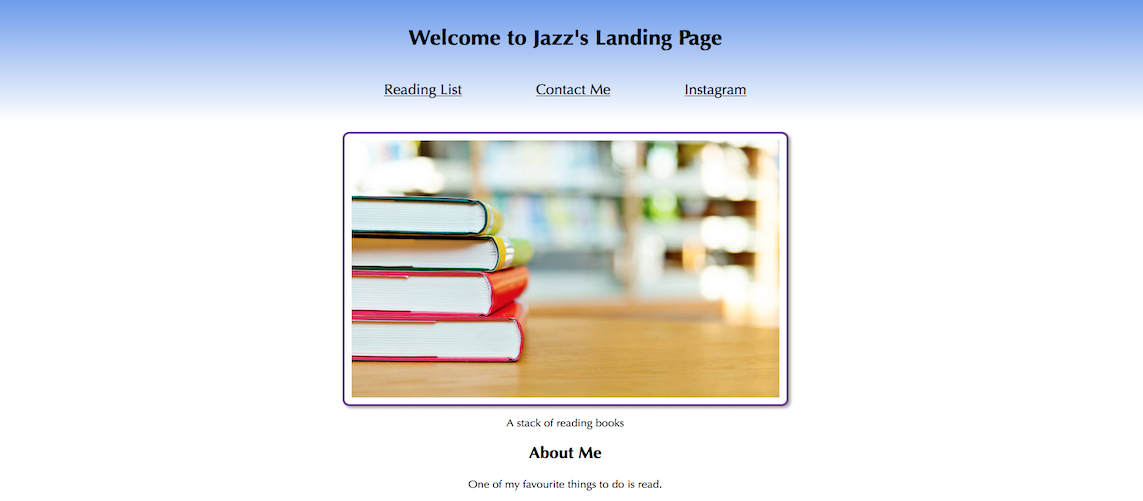 Welcome to Jazz's Landing Page
Reading List Contact Me Instagram
A stack of reading books
About Me
One of my favourite things to do is read.